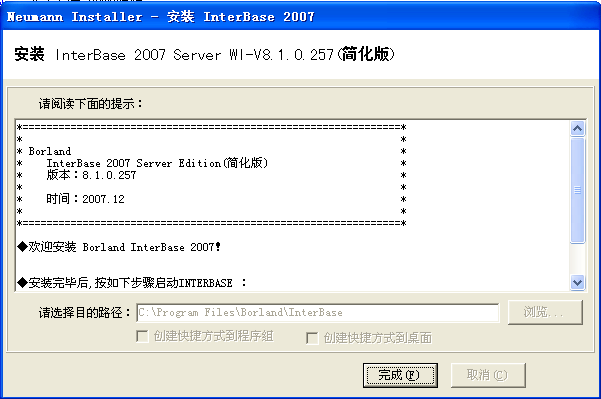 Neumann Installer - 安装 InterBase 2007
安装 InterBase 2007 Server WI-V8.1.0.257(简化版)
请阅读下面的提示：
*===============================================================*
* *
* Borland *
* InterBase 2007 Server Edition(简化版) *
* 版本：8.1.0.257 *
* *
* 时间：2007.12 *
* *
*===============================================================*
◆欢迎安装 Borland InterBase 2007!
◆安装完毕后,按如下步骤启动INTERBASE ：
请选择目的路径： C:\Program Files\Borland\InterBase 浏览...
创建快捷方式到程序组 创建快捷方式到桌面
完成(F) 取消(C)